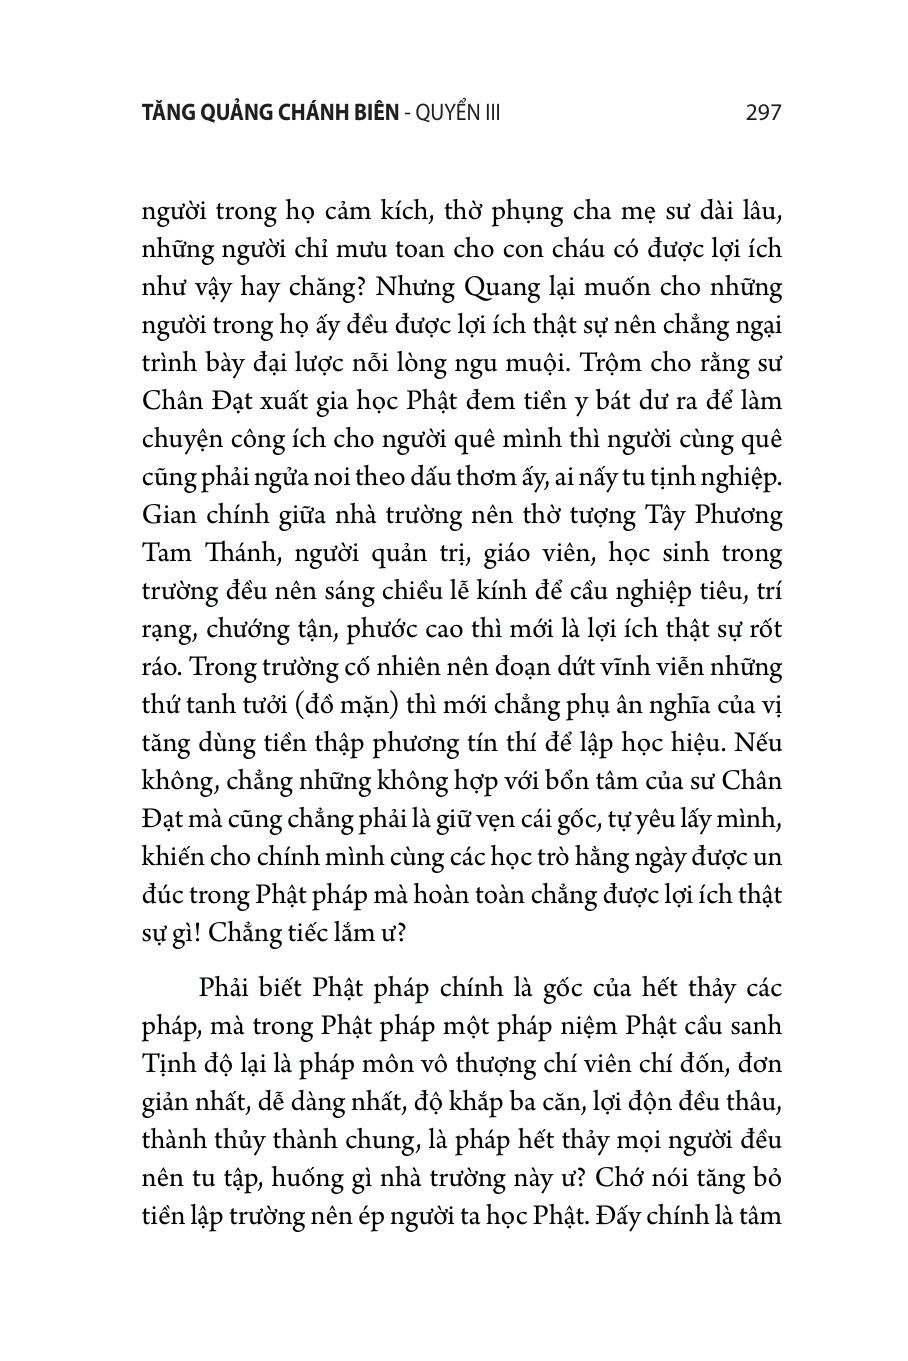 TĂNG QUẢNG CHÁNH BIÊN - QUYỂN III 297
người trong họ cảm kích, thờ phụng cha mẹ sư dài lâu,
những người chỉ mưu toan cho con cháu có được lợi ích
như vậy hay chăng? Nhưng Quang lại muốn cho những
người trong họ ấy đều được lợi ích thật sự nên chẳng ngại
trình bày đại lược nỗi lòng ngu muội. Trộm cho rằng sư
Chân Đạt xuất gia học Phật đem tiền y bát dư ra để làm
chuyện công ích cho người quê mình thì người cùng quê
cũng phải ngửa noi theo dấu thơm ấy, ai nấy tu tịnh nghiệp.
Gian chính giữa nhà trường nên thờ tượng Tây Phương
Tam Thánh, người quản trị, giáo viên, học sinh trong
trường đều nên sáng chiều lễ kính để cầu nghiệp tiêu, trí
rạng, chướng tận, phước cao thì mới là lợi ích thật sự rốt
ráo. Trong trường cố nhiên nên đoạn dứt vĩnh viễn những
thứ tanh tưởi (đồ mặn) thì mới chẳng phụ ân nghĩa của vị
tăng dùng tiền thập phương tín thí để lập học hiệu. Nếu
không, chẳng những không hợp với bổn tâm của sư Chân
Đạt mà cũng chẳng phải là giữ vẹn cái gốc, tự yêu lấy mình,
khiến cho chính mình cùng các học trò hằng ngày được un
đúc trong Phật pháp mà hoàn toàn chẳng được lợi ích thật
sự gì! Chẳng tiếc lắm ư?
Phải biết Phật pháp chính là gốc của hết thảy các
pháp, mà trong Phật pháp một pháp niệm Phật cầu sanh
Tịnh độ lại là pháp môn vô thượng chí viên chí đốn, đơn
giản nhất, dễ dàng nhất, độ khắp ba căn, lợi độn đều thâu,
thành thủy thành chung, là pháp hết thảy mọi người đều
nên tu tập, huống gì nhà trường này ư? Chớ nói tăng bỏ
tiền lập trường nên ép người ta học Phật. Đấy chính là tâm